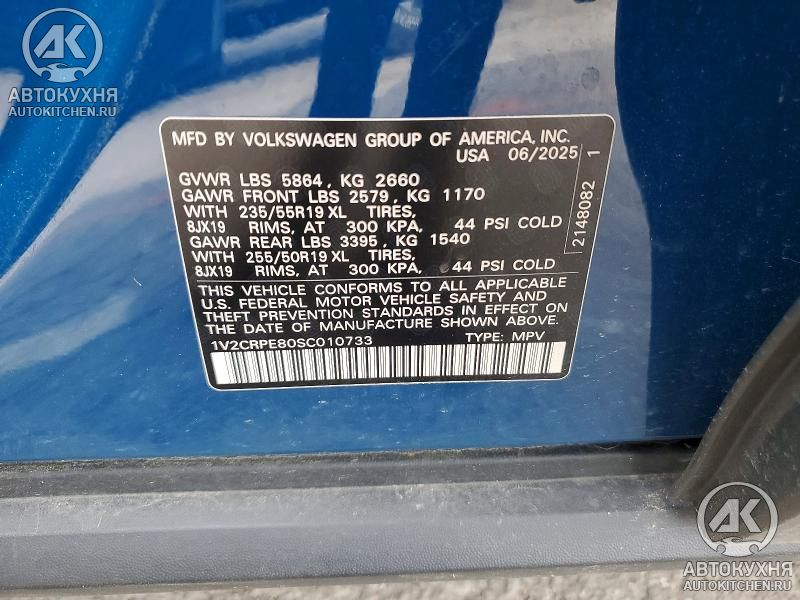 AK
АВТОКУХНЯ
AUTOKITCHEN.RU
MFD BY VOLKSWAGEN GROUP OF AMERICA, INC.
USA 06/2025
GVWR LBS 5864, KG 2660
GAWR FRONT LBS 2579, KG 1170
WITH 235/55R19 XL TIRES,
8JX19 RIMS, AT 300 KPA, 44 PSI COLD
GAWR REAR LBS 3395, KG 1540
WITH 255/50R19 XL TIRES,
8JX19 RIMS, AT 300 KPA, 44 PSI COLD
THIS VEHICLE CONFORMS TO ALL APPLICABLE
U.S. FEDERAL MOTOR VEHICLE SAFETY AND
THEFT PREVENTION STANDARDS IN EFFECT ON
THE DATE OF MANUFACTURE SHOWN ABOVE
1V2CRPE80SC010733 TYPE: MPV
2148082 1
AK
АВТОКУХНЯ
AUTOKITCHEN.RU